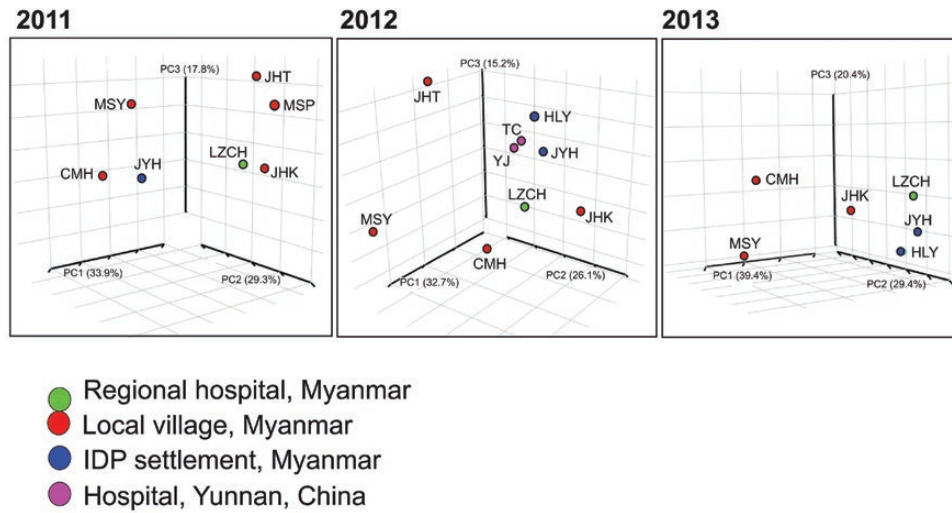 2011
2012
2013
PC3 (17.8%)
JHT
MSY
MSP
LZCH
CMH
JYH
JHK
PC1 (33.9%)
PC2 (29.3%)
PC3 (15.2%)
JHT
HLY
TC
YJ
JYH
LZCH
MSY
JHK
CMH
PC1 (32.7%)
PC2 (26.1%)
PC3 (20.4%)
CMH
LZCH
JHK
JYH
MSY
HLY
PC1 (39.4%)
PC2 (29.4%)
Regional hospital, Myanmar
Local village, Myanmar
IDP settlement, Myanmar
Hospital, Yunnan, China